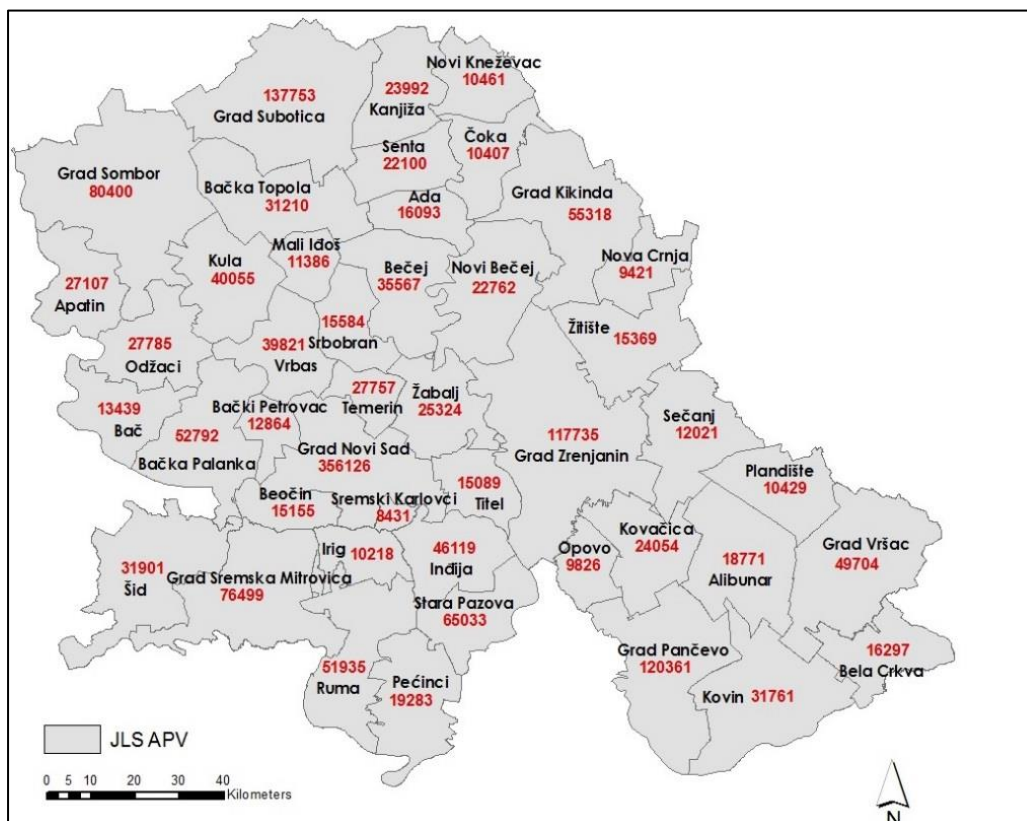 Novi Kneževac
10461
23992
Kanjiža
137753
Grad Subotica
Čoka
10407
Senta
22100
Grad Sombor
80400
Bačka Topola
31210
Ada
16093
Grad Kikinda
55318
Mali Iđoš
11386
Kula
40055
Bečej
35567
Novi Bečej
22762
Nova Crnja
9421
27107
Apatin
15584
Srbobran
Žitište
15369
27785
Odžaci
39821
Vrbas
27757
Temerin
Žabalj
25324
13439
Bač
Bački Petrovac
12864
52792
Bačka Palanka
Grad Novi Sad
356126
117735
Grad Zrenjanin
Sečanj
12021
Plandište
10429
Beočin
15155
Sremski Karlovci
8431
15089
Titel
Irig 10218
46119
Inđija
Opovo
9826
Kovačica
24054
18771
Alibunar
Grad Vršac
49704
31901
Šid
Grad Sremska Mitrovica
76499
Stara Pazova
65033
Grad Pančevo
120361
16297
Bela Crkva
51935
Ruma
Pećinci
19283
Kovin 31761
JLS APV
0 5 10 20 30 40
Kilometers
N